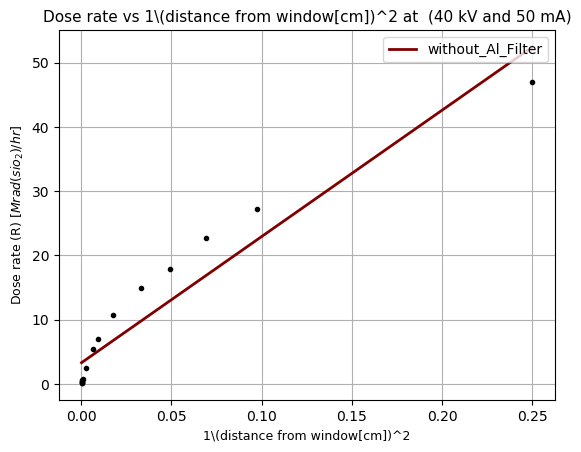 Dose rate vs 1\(distance from window[cm])^2 at  (40 kV and 50 mA)
without_Al_Filter
Dose rate (R) [Mrad(sio₂)/hr]
50
40
30
20
10
0
0.00 0.05 0.10 0.15 0.20 0.25
1\(distance from window[cm])^2